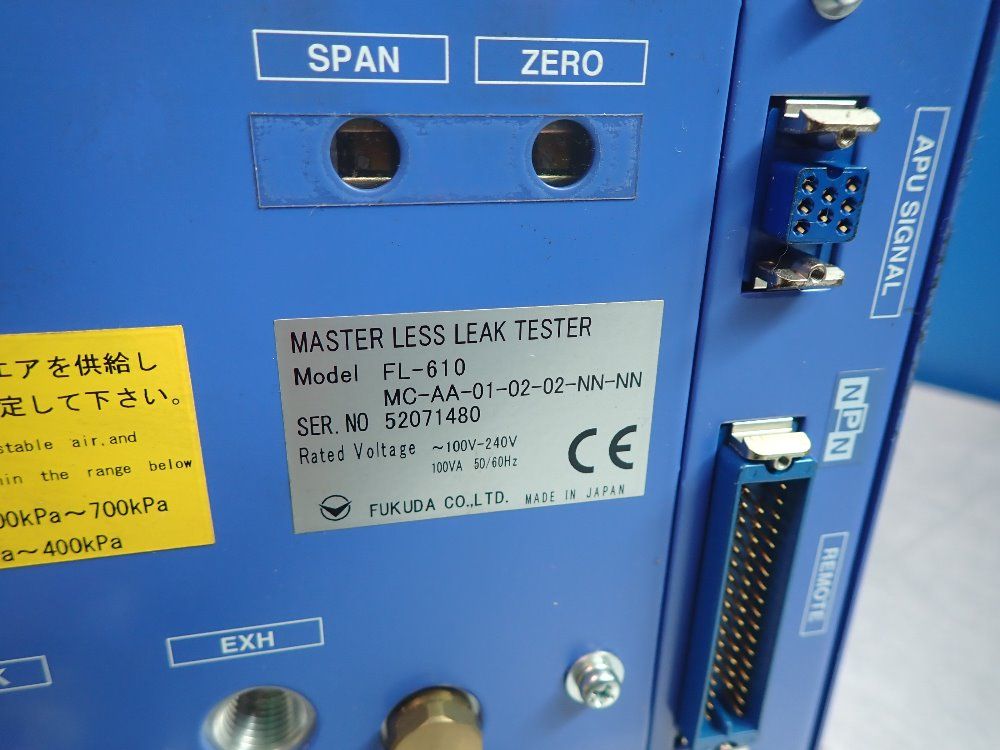 SPAN
ZERO
APU SIGNAL
MASTER LESS LEAK TESTER
Model FL-610
MC-AA-01-02-02-NN-NN
SER. NO 52071480
Rated Voltage ~100V-240V
100VA 50/60Hz
CE
FUKUDA CO.,LTD. MADE IN JAPAN
エアを供給し
定して下さい。
stable air, and
the range below
00kPa~700kPa
~400kPa
NPN
REMOTE
EXH